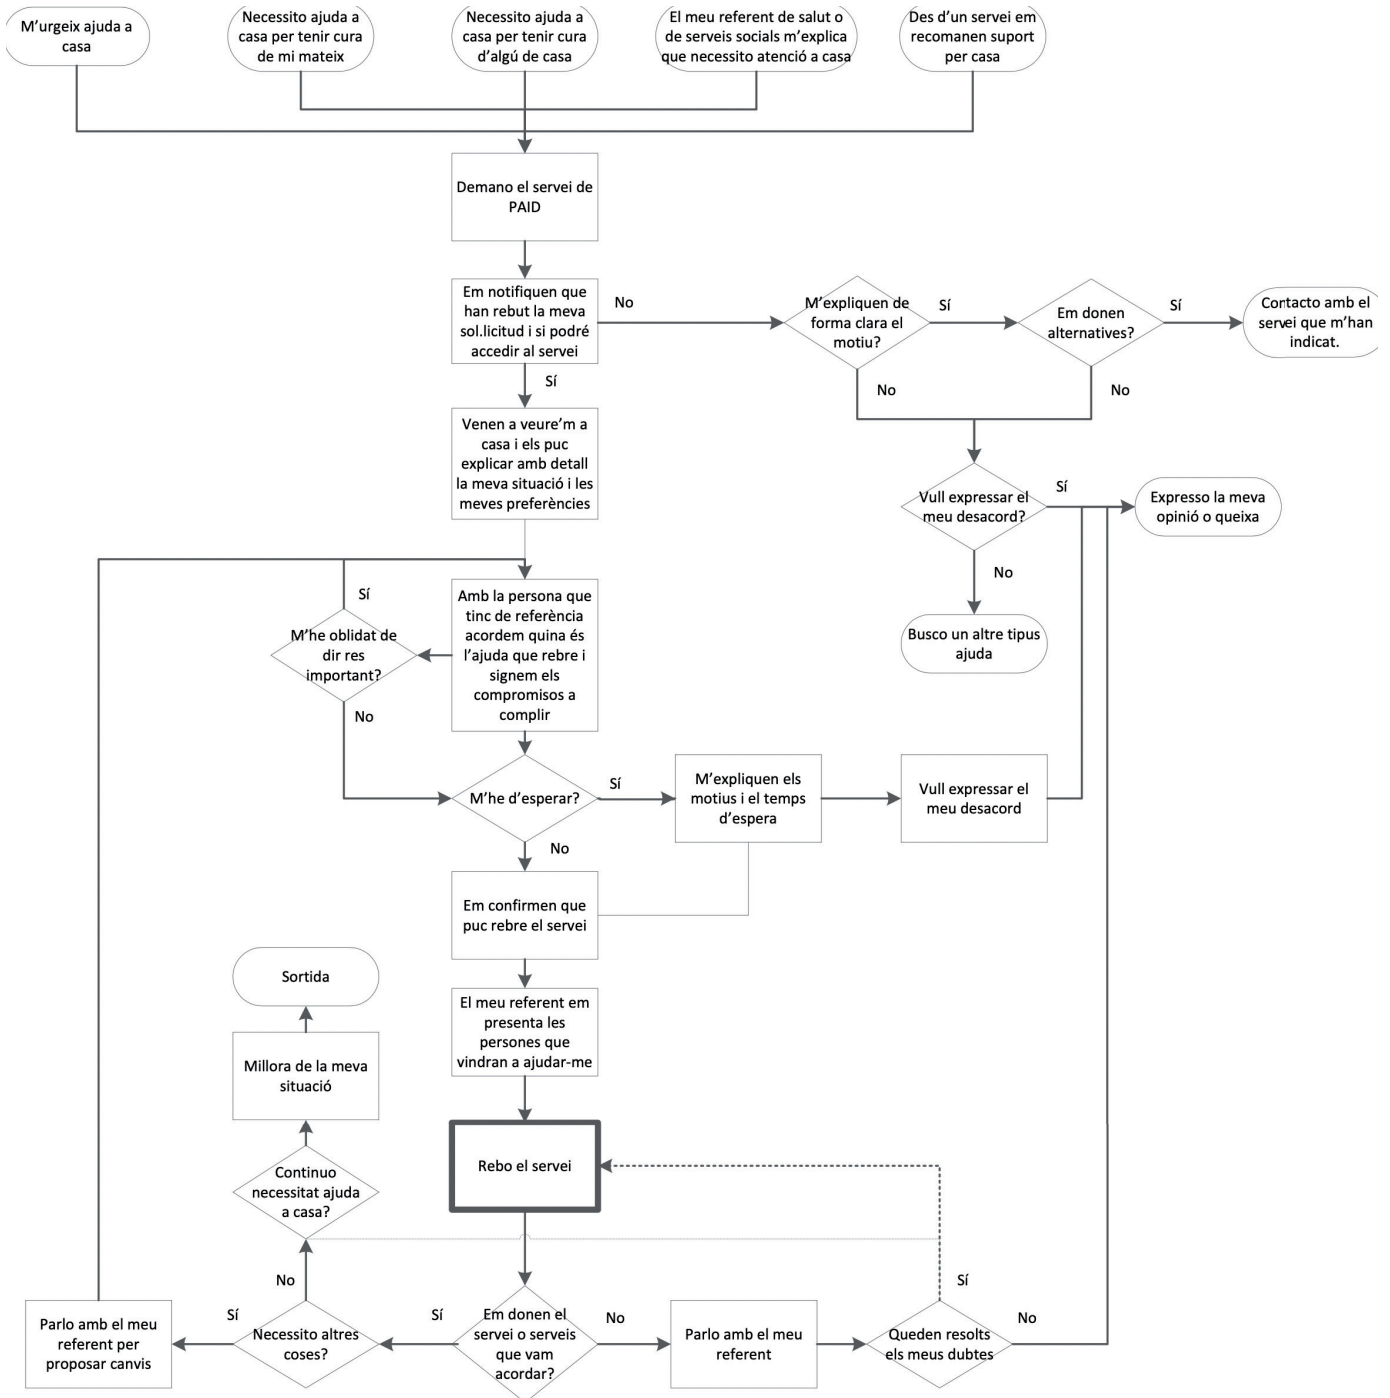 M'urgeix ajuda a
casa
Necessito ajuda a
casa per tenir cura
de mi mateix
Necessito ajuda a
casa per tenir cura
d'algú de casa
El meu referent de salut o
de serveis socials m'explica
que necessito atenció a casa
Des d'un servei em
recomanen suport
per casa
Demano el servei de
PAID
Em notifiquen que
han rebut la meva
sol.licitud i si podré
accedir al servei
No
M'expliquen de
forma clara el
motiu?
Sí
Em donen
alternatives?
Sí
Contacto amb el
servei que m'han
indicat.
Sí
No
No
Venen a veure'm a
casa i els puc
explicar amb detall
la meva situació i les
meves preferències
Vull expressar el
meu desacord?
Sí
Expresso la meva
opinió o queixa
No
Busco un altre tipus
ajuda
Sí
M'he oblidat de
dir res
important?
No
Amb la persona que
tinc de referència
acordem quina és
l'ajuda que rebre i
signem els
compromisos a
complir
M'he d'esperar?
Sí
M'expliquen els
motius i el temps
d'espera
Vull expressar el
meu desacord
No
Em confirmen que
puc rebre el servei
Sortida
El meu referent em
presenta les
persones que
vindran a ajudar-me
Millora de la meva
situació
Rebo el servei
Continuo
necessitat ajuda
a casa?
No
Sí
Parlo amb el meu
referent per
proposar canvis
Sí
Necessito altres
coses?
Sí
Em donen el
servei o serveis
que vam
acordar?
No
Parlo amb el meu
referent
Queden resolts
els meus dubtes
No